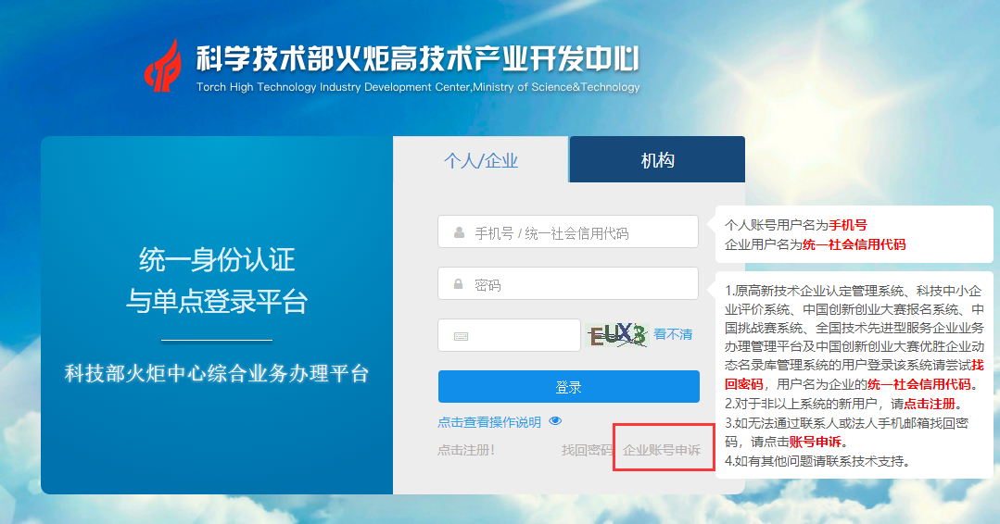 科学技术部火炬高技术产业开发中心
Torch High Technology Industry Development Center,Ministry of Science&Technology
统一身份认证
与单点登录平台
科技部火炬中心综合业务办理平台
个人/企业
机构
手机号 / 统一社会信用代码
密码
EUX3
看不清
登录
点击查看操作说明
点击注册!
找回密码
企业账号申诉
个人账号用户名为手机号
企业用户名为统一社会信用代码
1.原高新技术企业认定管理系统、科技中小企
业评价系统、中国创新创业大赛报名系统、中
国挑战赛系统、全国技术先进型服务企业业务
办理管理平台及中国创新创业大赛优胜企业动
态名录库管理系统的用户登录该系统请尝试找
回密码，用户名为企业的统一社会信用代码。
2.对于非以上系统的新用户，请点击注册。
3.如无法通过联系人或法人手机邮箱找回密
码，请点击账号申诉。
4.如有其他问题请联系技术支持。